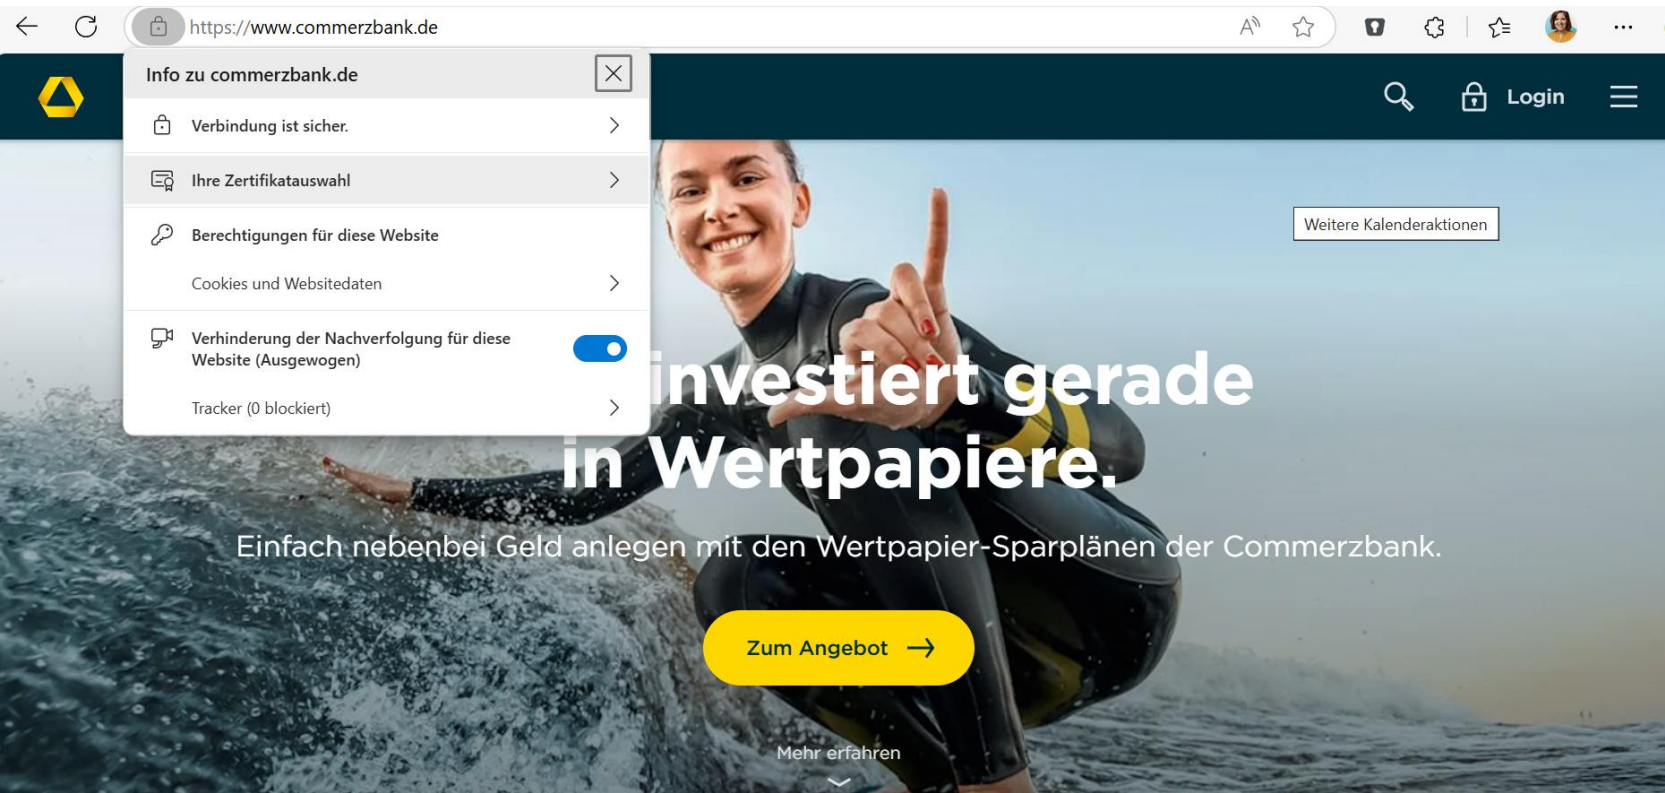 https://www.commerzbank.de
Info zu commerzbank.de
Verbindung ist sicher.
Ihre Zertifikatauswahl
Berechtigungen für diese Website
Cookies und Websitedaten
Verhinderung der Nachverfolgung für diese
Website (Ausgewogen)
Tracker (0 blockiert)
Login
Weitere Kalenderaktionen
investiert gerade
in Wertpapiere.
Einfach nebenbei Geld anlegen mit den Wertpapier-Sparplänen der Commerzbank.
Zum Angebot
Mehr erfahren